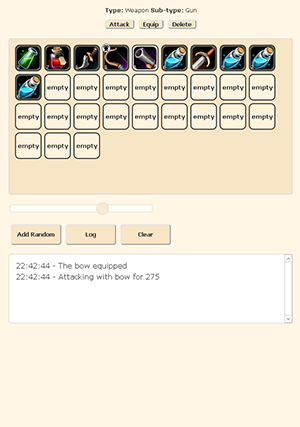 Type: Weapon Sub-type: Gun
Attack Equip Delete
empty empty empty empty empty empty empty empty
empty empty empty empty empty empty empty empty empty
empty empty empty
Add Random Log Clear
22:42:44 - The bow equipped
22:42:44 - Attacking with bow for 275